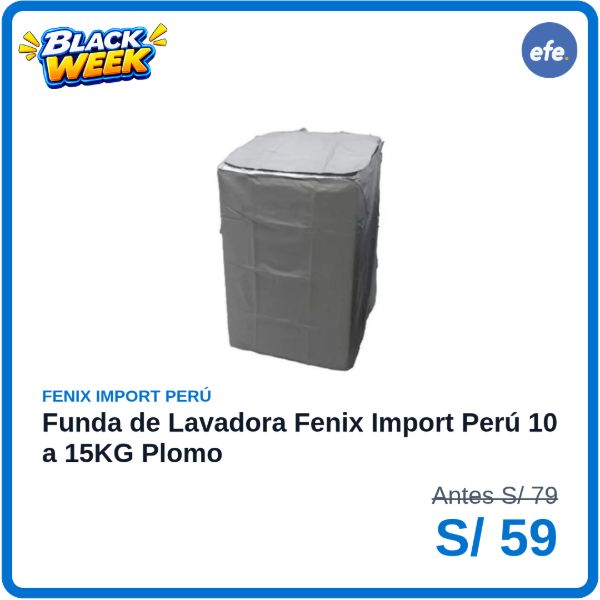 BLACK
WEEK
efe.
FENIX IMPORT PERÚ
Funda de Lavadora Fenix Import Perú 10
a 15KG Plomo
Antes S/ 79
S/ 59